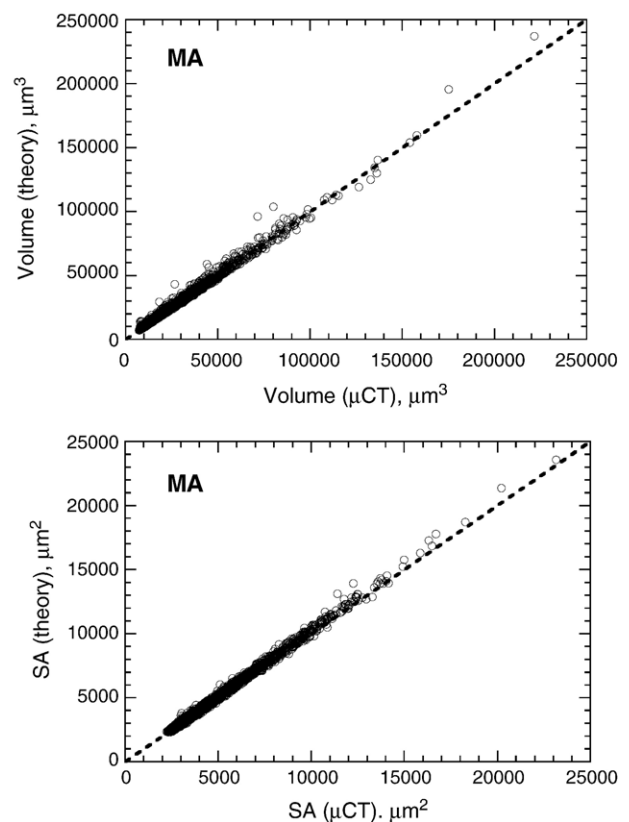 250000
MA
200000
Volume (theory), μm³
150000
100000
50000
0
0 50000 100000 150000 200000 250000
Volume (μCT), μm³
25000
MA
20000
SA (theory), μm²
15000
10000
5000
0
0 5000 10000 15000 20000 25000
SA (μCT). μm²